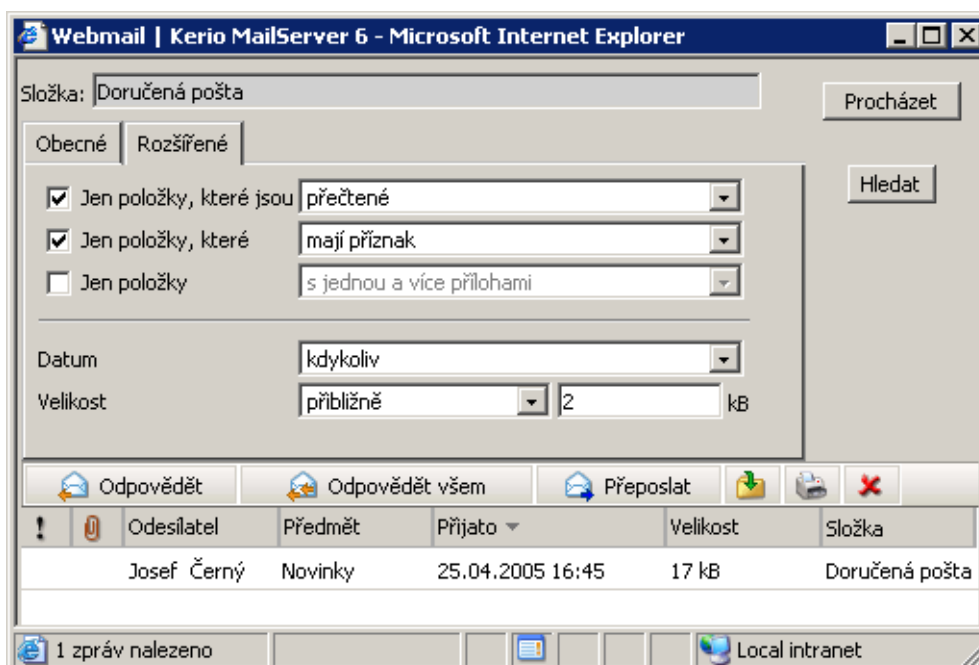 Webmail | Kerio MailServer 6 - Microsoft Internet Explorer
Složka: Doručená pošta
Procházet
Obecné Rozšířené
Hledat
Jen položky, které jsou přečtené
Jen položky, které mají příznak
Jen položky s jednou a více přílohami
Datum kdykoliv
Velikost přibližně 2 kB
Odpovědět Odpovědět všem Přeposlat
! Odesílatel Předmět Přijato Velikost Složka
Josef Černý Novinky 25.04.2005 16:45 17 kB Doručená pošta
1 zpráv nalezeno Local intranet